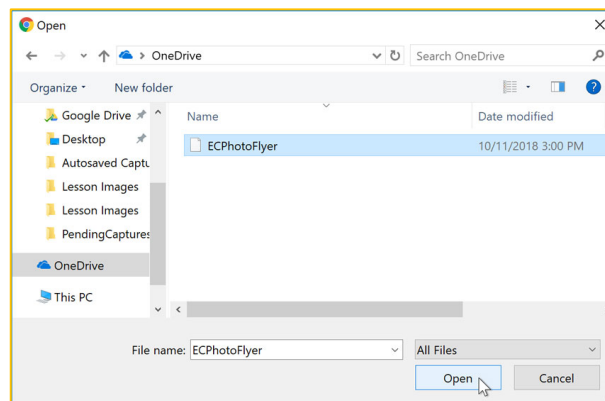 Open
OneDrive
Search OneDrive
Organize
New folder
Google Drive
Desktop
Autosaved Captu
Lesson Images
Lesson Images
PendingCaptures
OneDrive
This PC
Name
Date modified
ECPhotoFlyer
10/11/2018 3:00 PM
File name:
ECPhotoFlyer
All Files
Open
Cancel